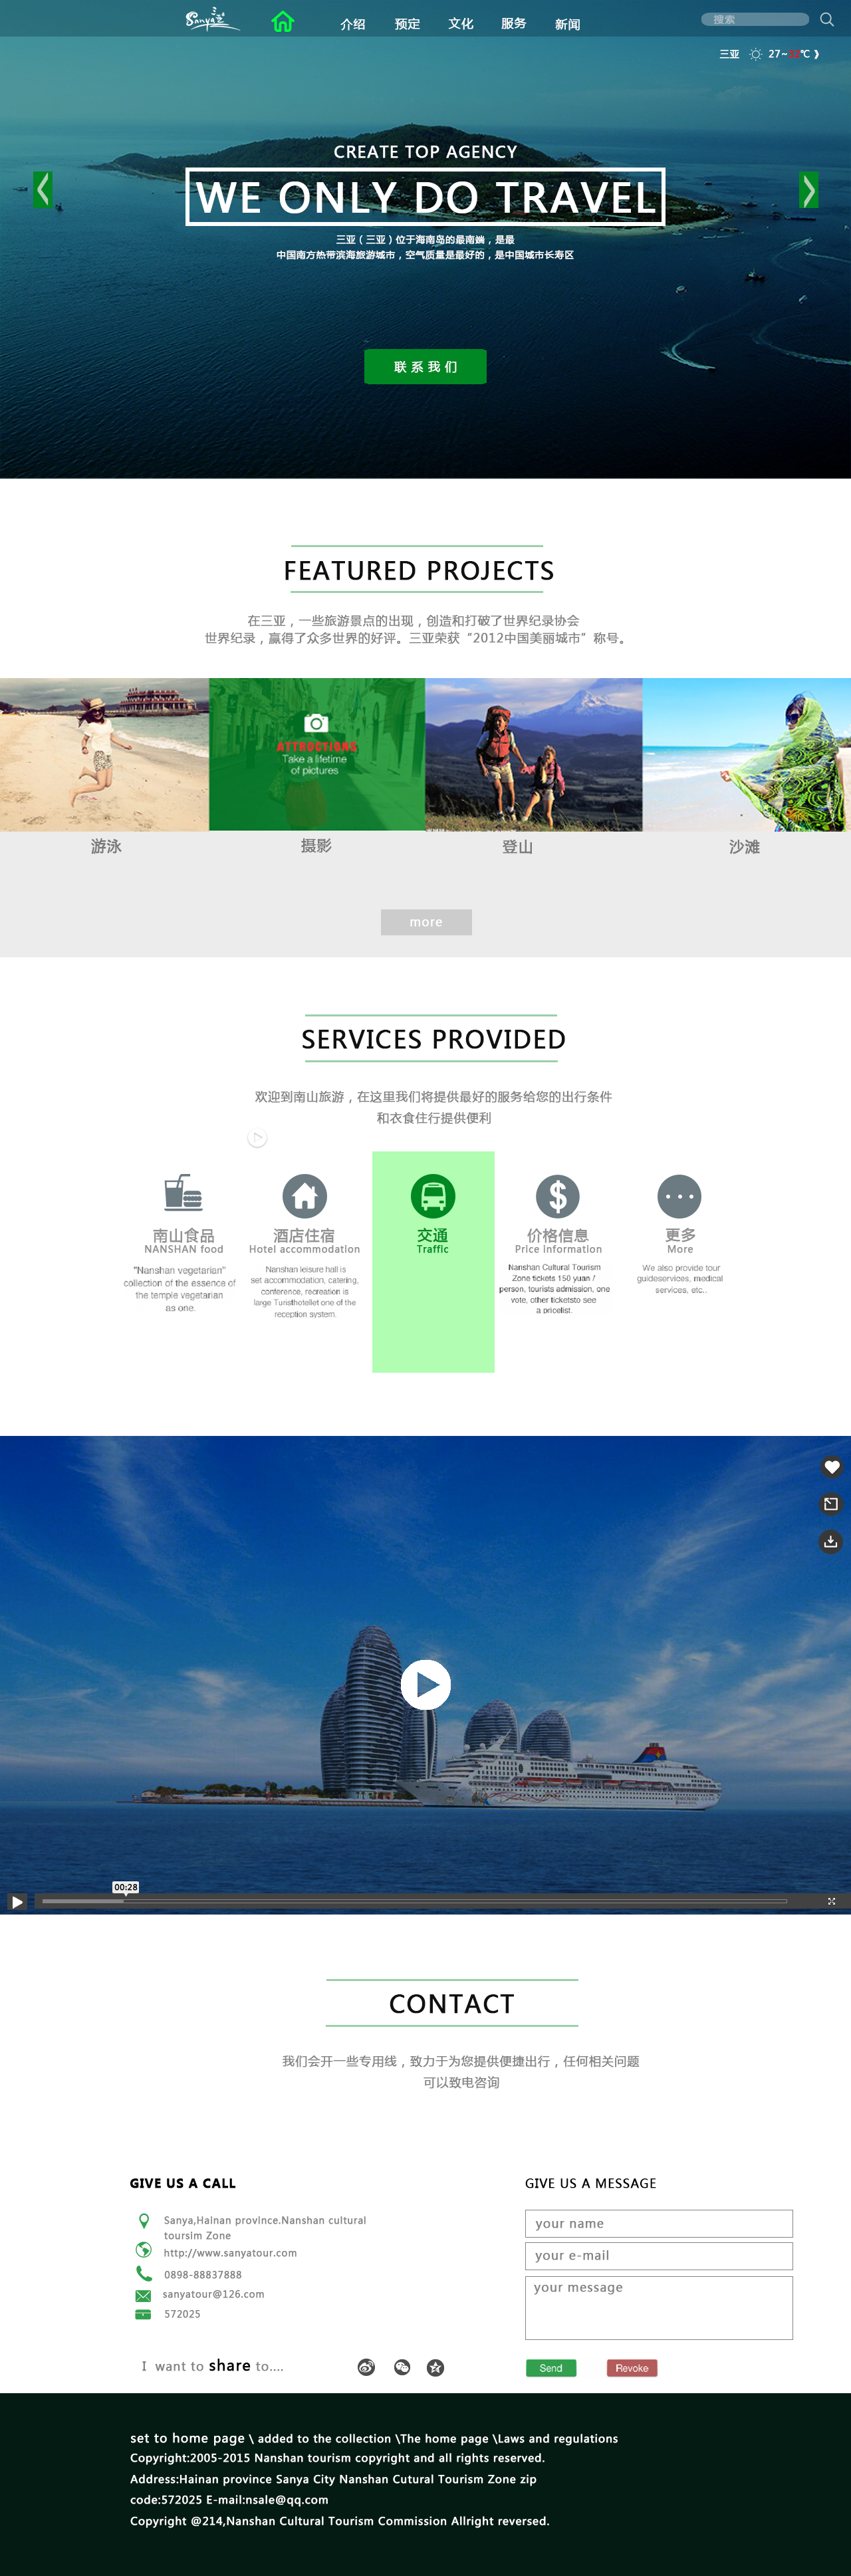 Sanya
介绍 预定 文化 服务 新闻
搜索
三亚 27~33℃
CREATE TOP AGENCY
WE ONLY DO TRAVEL
三亚（三亚）位于海南岛的最南端，是最
中国南方热带滨海旅游城市，空气质量是最好的，是中国城市长寿区
联系我们
FEATURED PROJECTS
在三亚，一些旅游景点的出现，创造和打破了世界纪录协会
世界纪录，赢得了众多世界的好评。三亚荣获“2012中国美丽城市”称号。
ATTROCTIONS
Take a lifetime
of pictures
游泳 摄影 登山 沙滩
more
SERVICES PROVIDED
欢迎到南山旅游，在这里我们将提供最好的服务给您的出行条件
和衣食住行提供便利
南山食品
NANSHAN food
"Nanshan vegetarian"
collection of the essence of
the temple vegetarian
as one.
酒店住宿
Hotel accommodation
Nanshan leisure hall is
set accommodation, catering,
conference, recreation is
large Turisthotellet one of the
reception system.
交通
Traffic
价格信息
Price information
Nanshan Cultural Tourism
Zone tickets 150 yuan /
person, tourists admission, one
vote, other ticketsto see
a pricelist.
更多
More
We also provide tour
guideservices, medical
services, etc..
00:28
CONTACT
我们会开一些专用线，致力于为您提供便捷出行，任何相关问题
可以致电咨询
GIVE US A CALL
Sanya,Hainan province.Nanshan cultural
toursim Zone
http://www.sanyatour.com
0898-88837888
sanyatour@126.com
572025
I want to share to....
GIVE US A MESSAGE
your name
your e-mail
your message
Send Revoke
set to home page \ added to the collection \The home page \Laws and regulations
Copyright:2005-2015 Nanshan tourism copyright and all rights reserved.
Address:Hainan province Sanya City Nanshan Cutural Tourism Zone zip
code:572025 E-mail:nsale@qq.com
Copyright @214,Nanshan Cultural Tourism Commission Allright reversed.